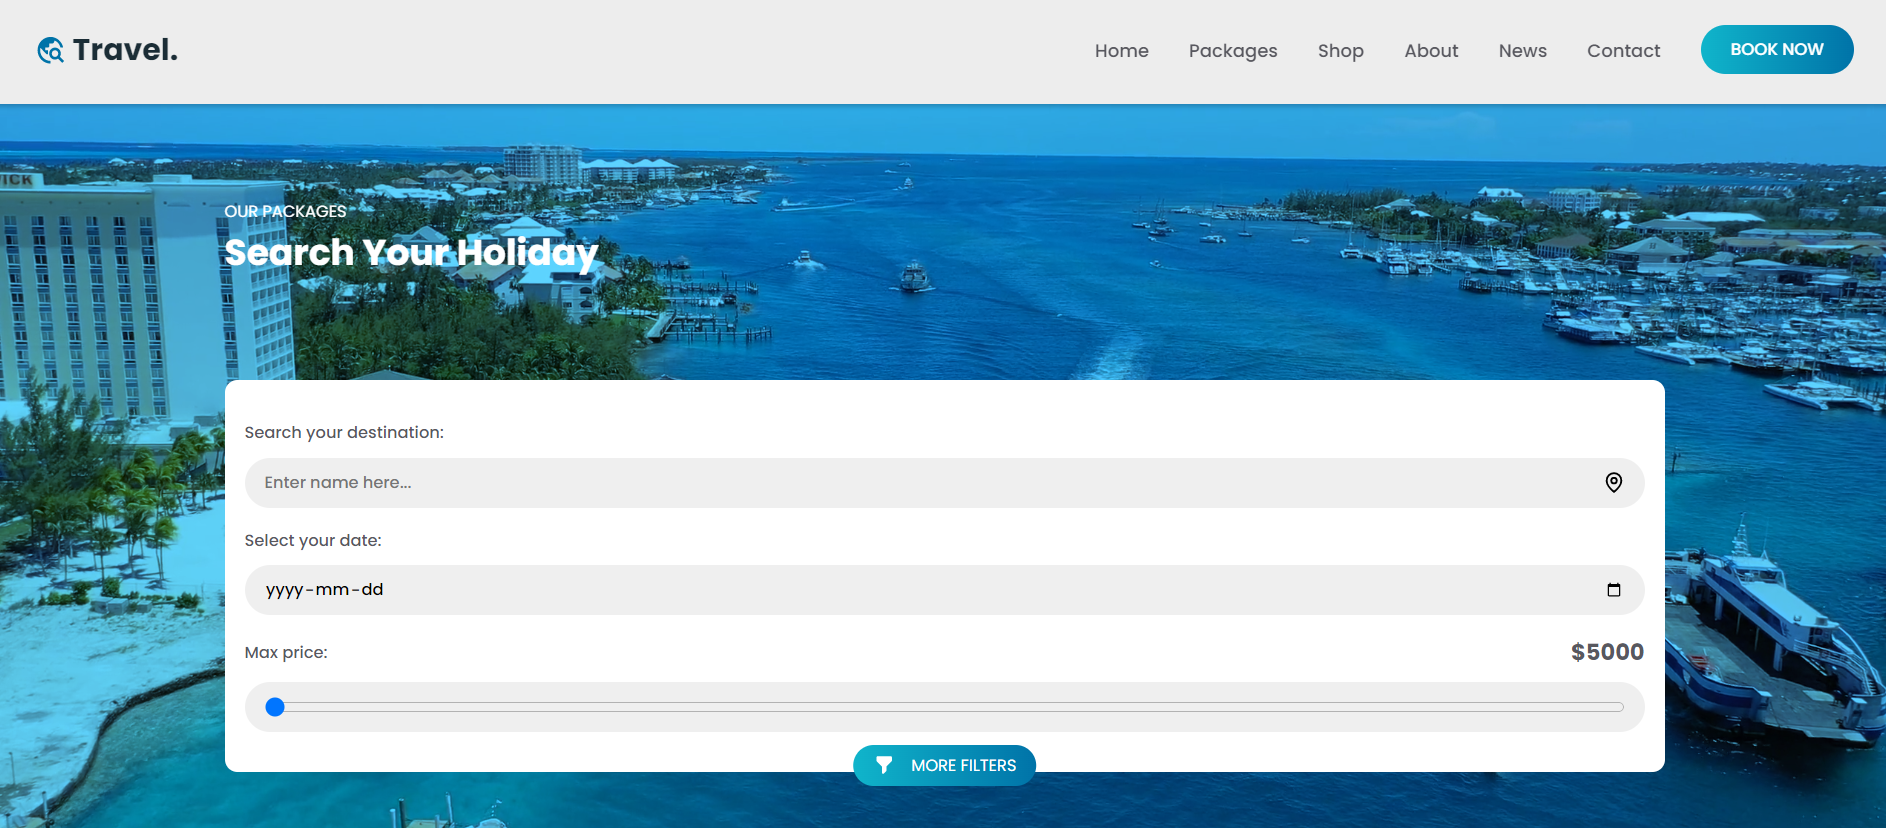 Travel.
Home Packages Shop About News Contact BOOK NOW
OUR PACKAGES
Search Your Holiday
Search your destination:
Enter name here...
Select your date:
yyyy-mm-dd
Max price: $5000
MORE FILTERS